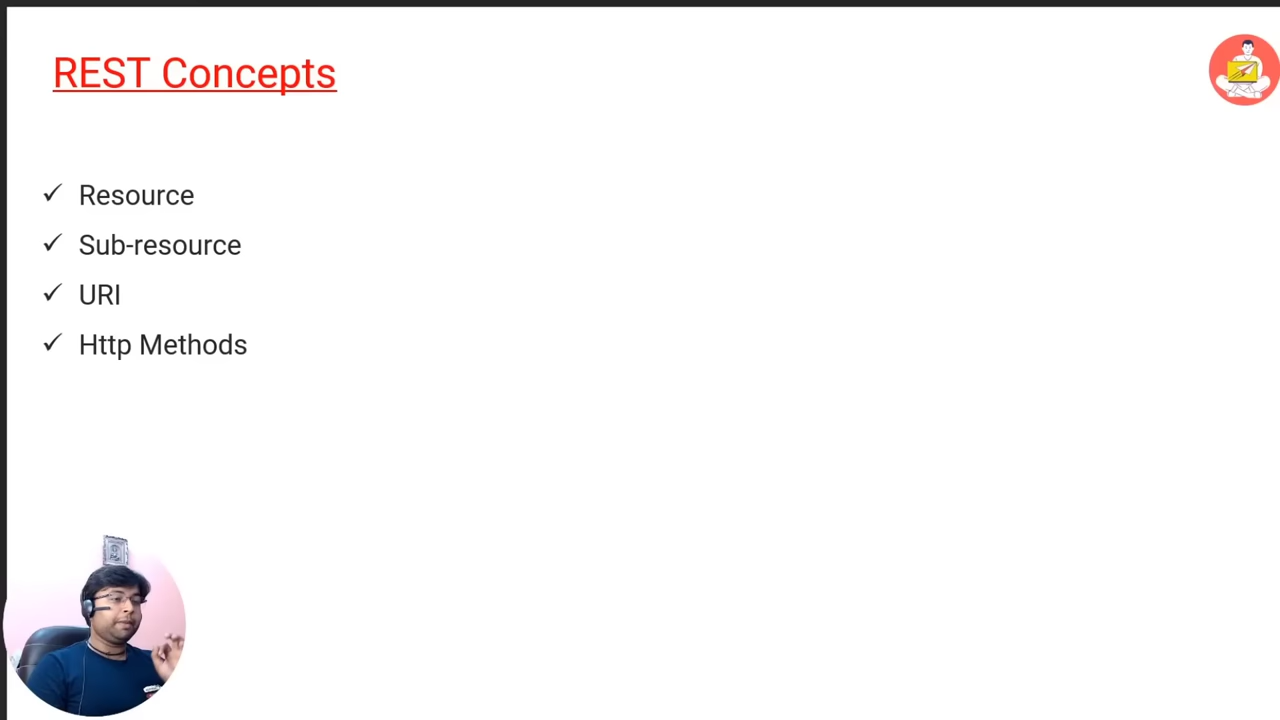 REST Concepts
✓ Resource
✓ Sub-resource
✓ URI
✓ Http Methods